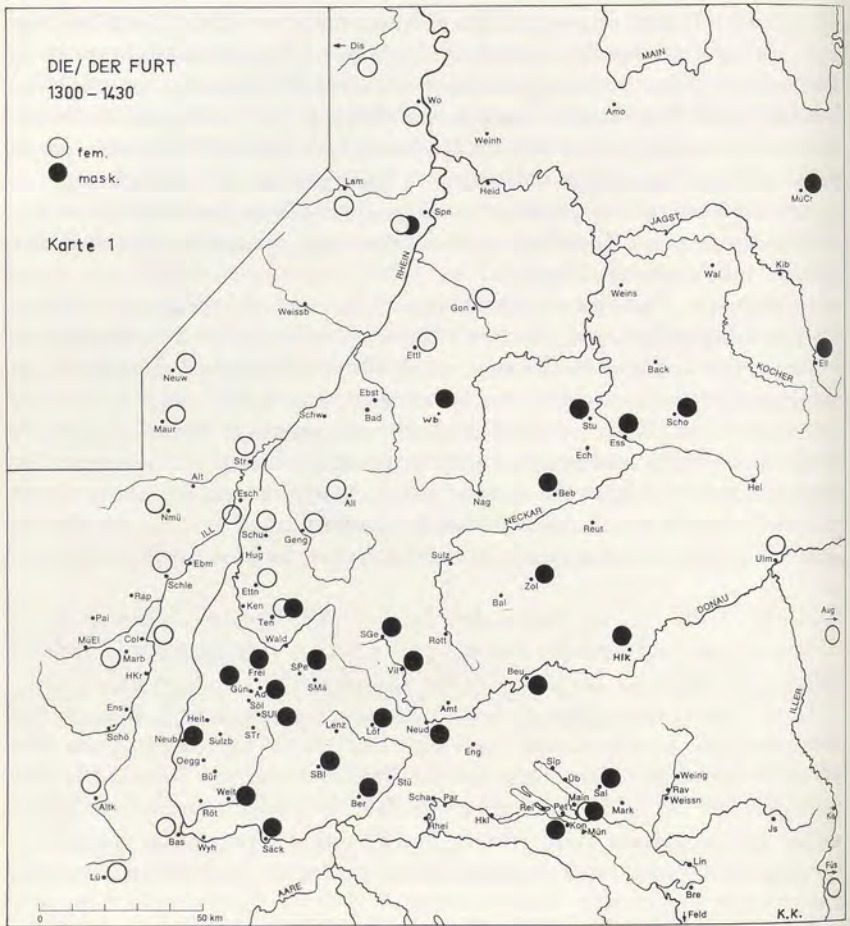 DIE/ DER FURT
1300 – 1430
fem.
mask.
Karte 1
Dis
Wo
MAIN
Amo
Weinh
Lam
Heid
MüCr
Spe
JAGST
RHEIN
Wal
Kib
Weins
Gon
Weissb
Ettl
Neuw
Back
Ell
KOCHER
Ebst
Maur
Schw
Bad
Wb
Stu
Ess
Scho
Str
Ech
Alt
Esch
All
Nag
Beb
Hel
Nmü
ILL
NECKAR
Schu
Geng
Reut
Hug
Ebm
Sulz
Ulm
Schle
Ettn
Zol
Rap
Bal
Ken
Pai
Ten
DONAU
Aug
Col
SGe
Rott
MüEl
Wald
Marb
Hlk
HKr
Frei
SPe
Vil
Beu
Gün
Ad
SMä
Ens
Söl
Amt
ILLER
Heit
SUl
Schö
STr
Lenz
Löf
Neud
Neub
Sulzb
Eng
Oegg
SBl
Sip
Bür
Stü
Üb
Weing
Sal
Rav
Altk
Weit
Ber
Scha
Par
Main
Mark
Weissn
Röt
Rei
Pet
Ke
Rhei
Hkl
Kon
Js
Bas
Wyh
Säck
Mün
Lin
Lü
Füs
Bre
AARE
Feld
0
50 km
K.K.